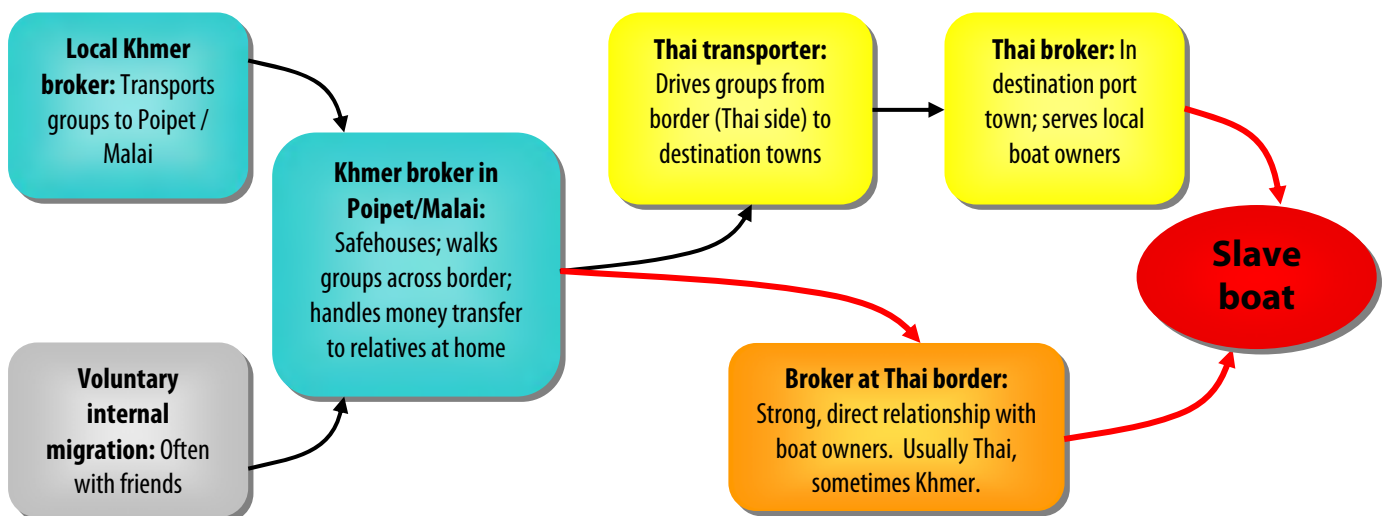 Local Khmer
broker: Transports
groups to Poipet /
Malai
Voluntary
internal
migration: Often
with friends
Khmer broker in
Poipet/Malai:
Safehouses; walks
groups across border;
handles money transfer
to relatives at home
Thai transporter:
Drives groups from
border (Thai side) to
destination towns
Thai broker: In
destination port
town; serves local
boat owners
Broker at Thai border:
Strong, direct relationship with
boat owners.  Usually Thai,
sometimes Khmer.
Slave
boat